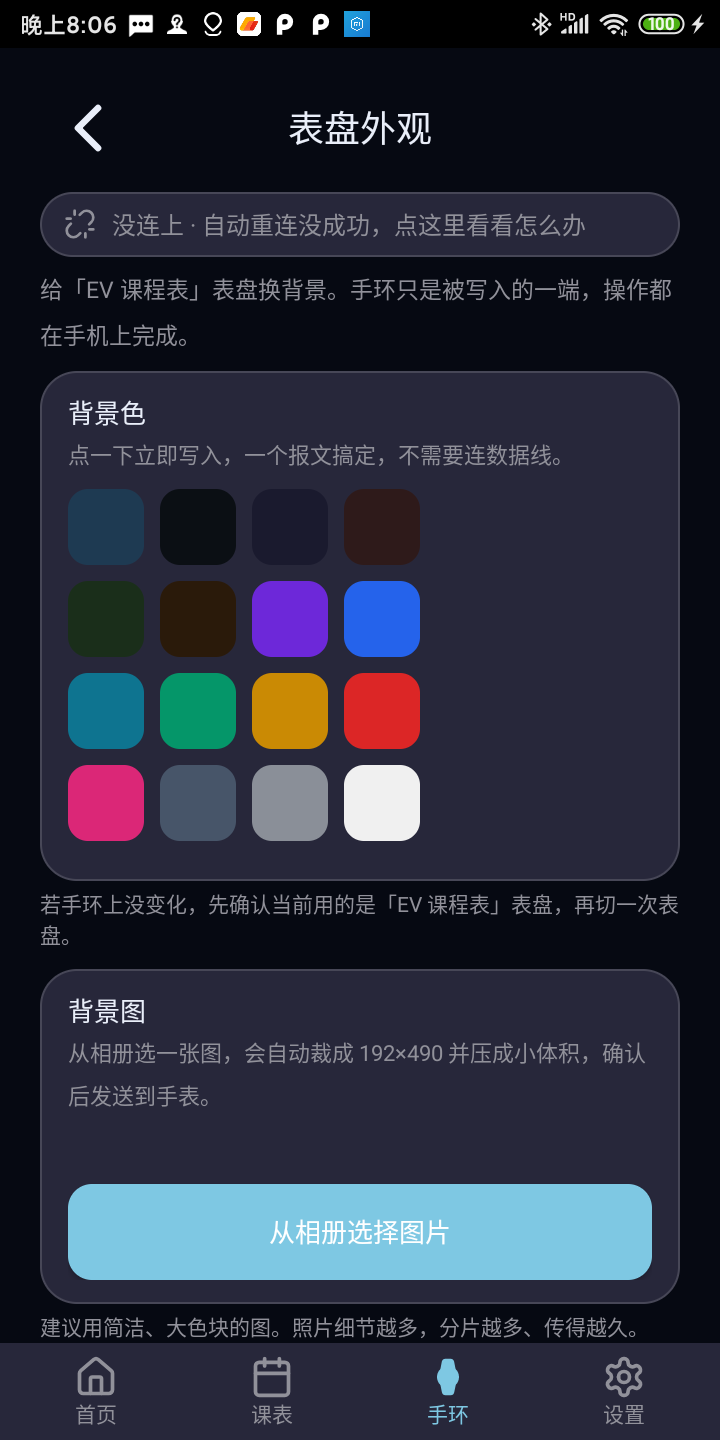 晚上8:06
HD
100
表盘外观
没连上 · 自动重连没成功，点这里看看怎么办
给「EV 课程表」表盘换背景。手环只是被写入的一端，操作都
在手机上完成。
背景色
点一下立即写入，一个报文搞定，不需要连数据线。
若手环上没变化，先确认当前用的是「EV 课程表」表盘，再切一次表
盘。
背景图
从相册选一张图，会自动裁成 192×490 并压成小体积，确认
后发送到手表。
从相册选择图片
建议用简洁、大色块的图。照片细节越多，分片越多、传得越久。
首页
课表
手环
设置